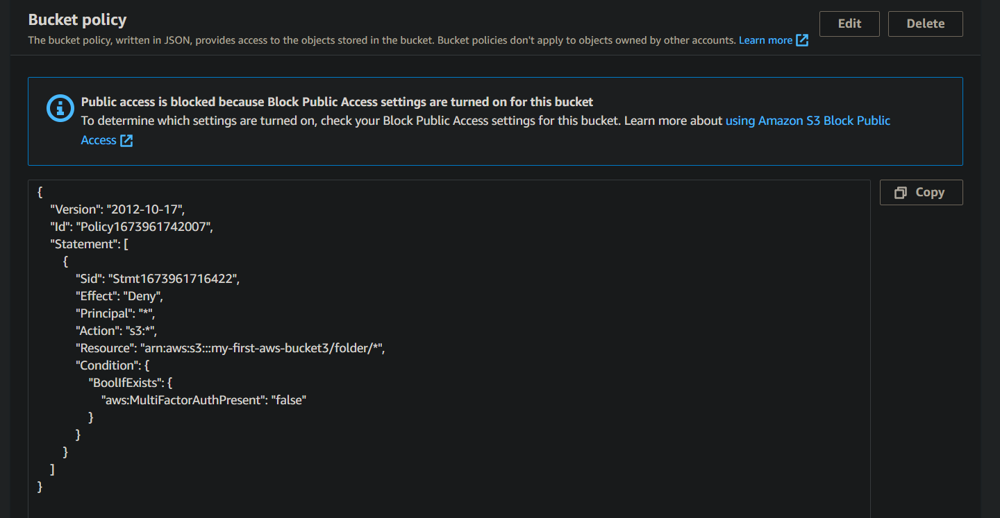 Bucket policy
Edit
Delete
The bucket policy, written in JSON, provides access to the objects stored in the bucket. Bucket policies don't apply to objects owned by other accounts. Learn more
Public access is blocked because Block Public Access settings are turned on for this bucket
To determine which settings are turned on, check your Block Public Access settings for this bucket. Learn more about using Amazon S3 Block Public
Access
Copy
{
"Version": "2012-10-17",
"Id": "Policy1673961742007",
"Statement": [
{
"Sid": "Stmt1673961716422",
"Effect": "Deny",
"Principal": "*",
"Action": "s3:*",
"Resource": "arn:aws:s3:::my-first-aws-bucket3/folder/*",
"Condition": {
"BoolIfExists": {
"aws:MultiFactorAuthPresent": "false"
}
}
}
]
}